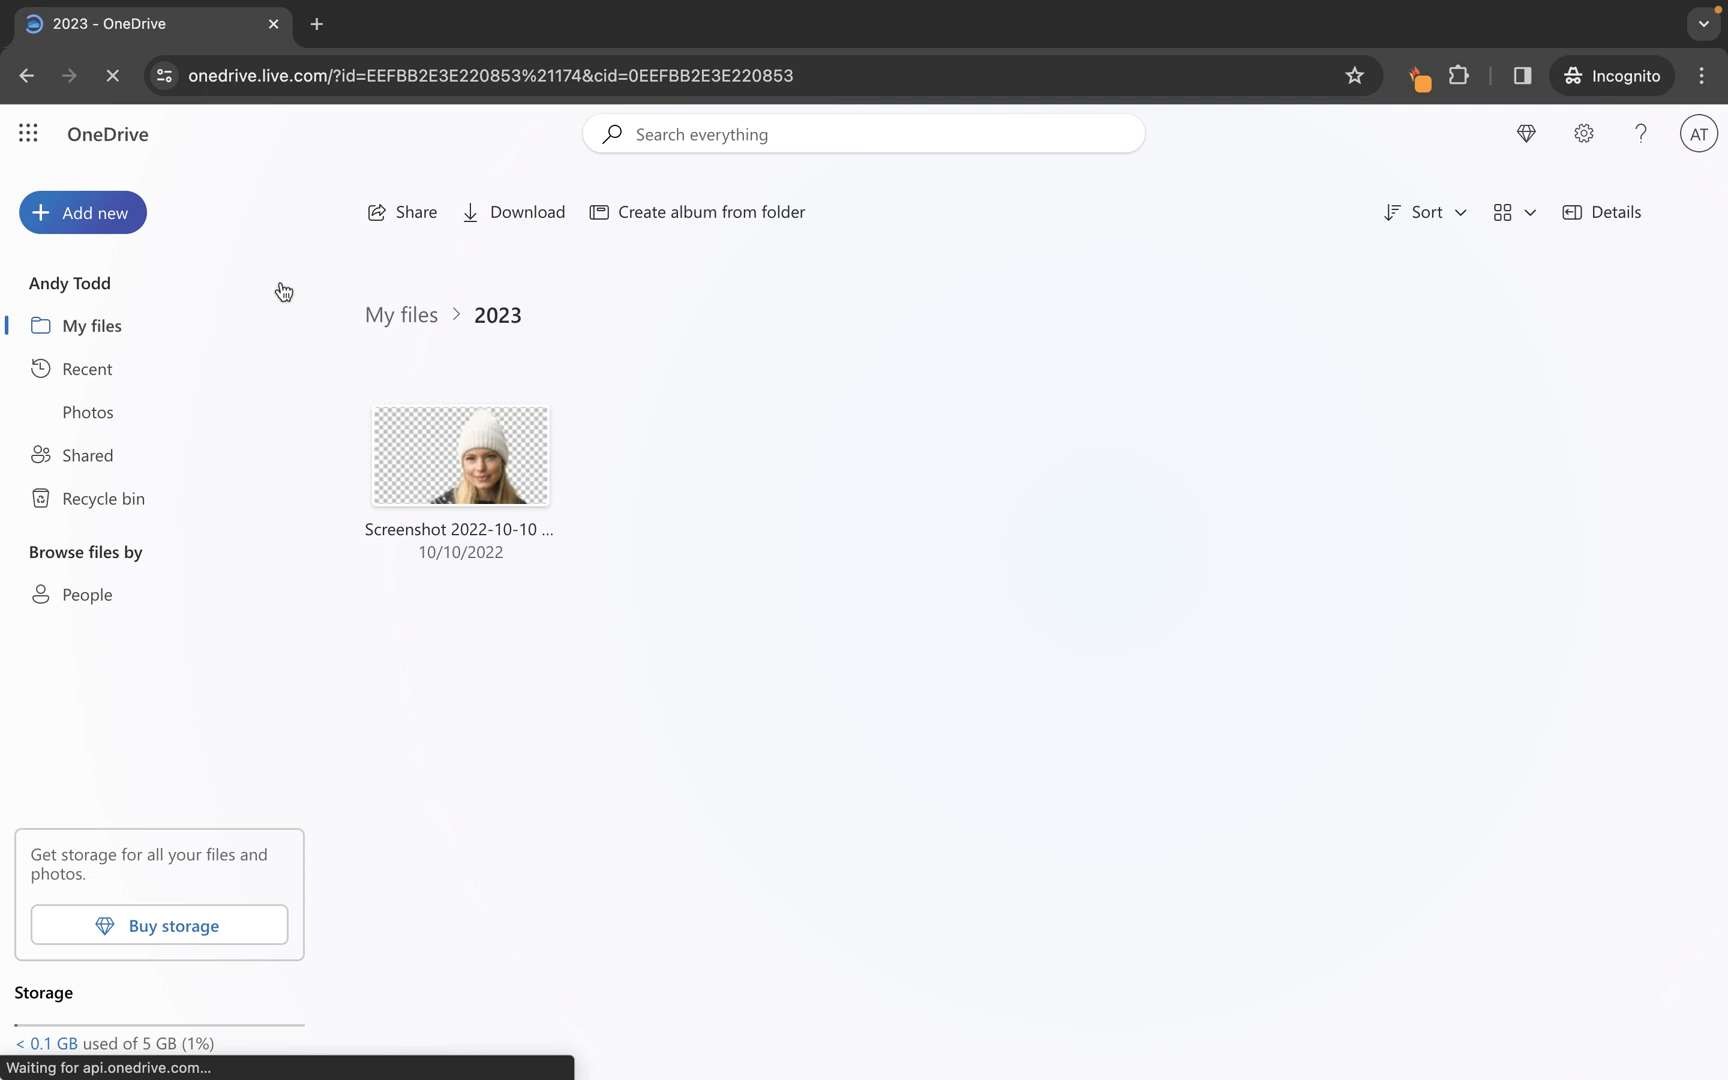 2023 - OneDrive
onedrive.live.com/?id=EEFBB2E3E220853%21174&cid=0EEFBB2E3E220853
Incognito
OneDrive
Search everything
AT
Add new
Share
Download
Create album from folder
Sort
Details
Andy Todd
My files
Recent
Photos
Shared
Recycle bin
Browse files by
People
My files > 2023
Screenshot 2022-10-10 ...
10/10/2022
Get storage for all your files and
photos.
Buy storage
Storage
< 0.1 GB used of 5 GB (1%)
Waiting for api.onedrive.com...